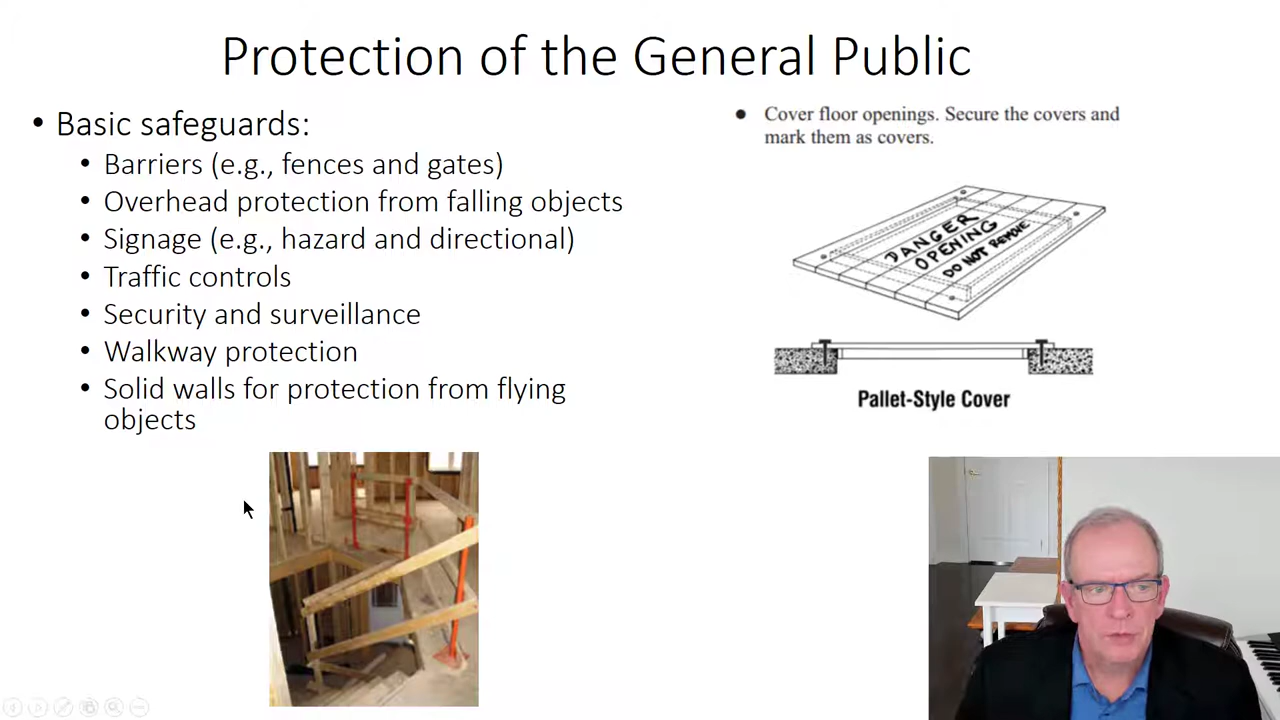 Protection of the General Public
• Basic safeguards:
• Barriers (e.g., fences and gates)
• Overhead protection from falling objects
• Signage (e.g., hazard and directional)
• Traffic controls
• Security and surveillance
• Walkway protection
• Solid walls for protection from flying
objects
• Cover floor openings. Secure the covers and
mark them as covers.
DANGER
OPENING
DO NOT REMOVE
Pallet-Style Cover